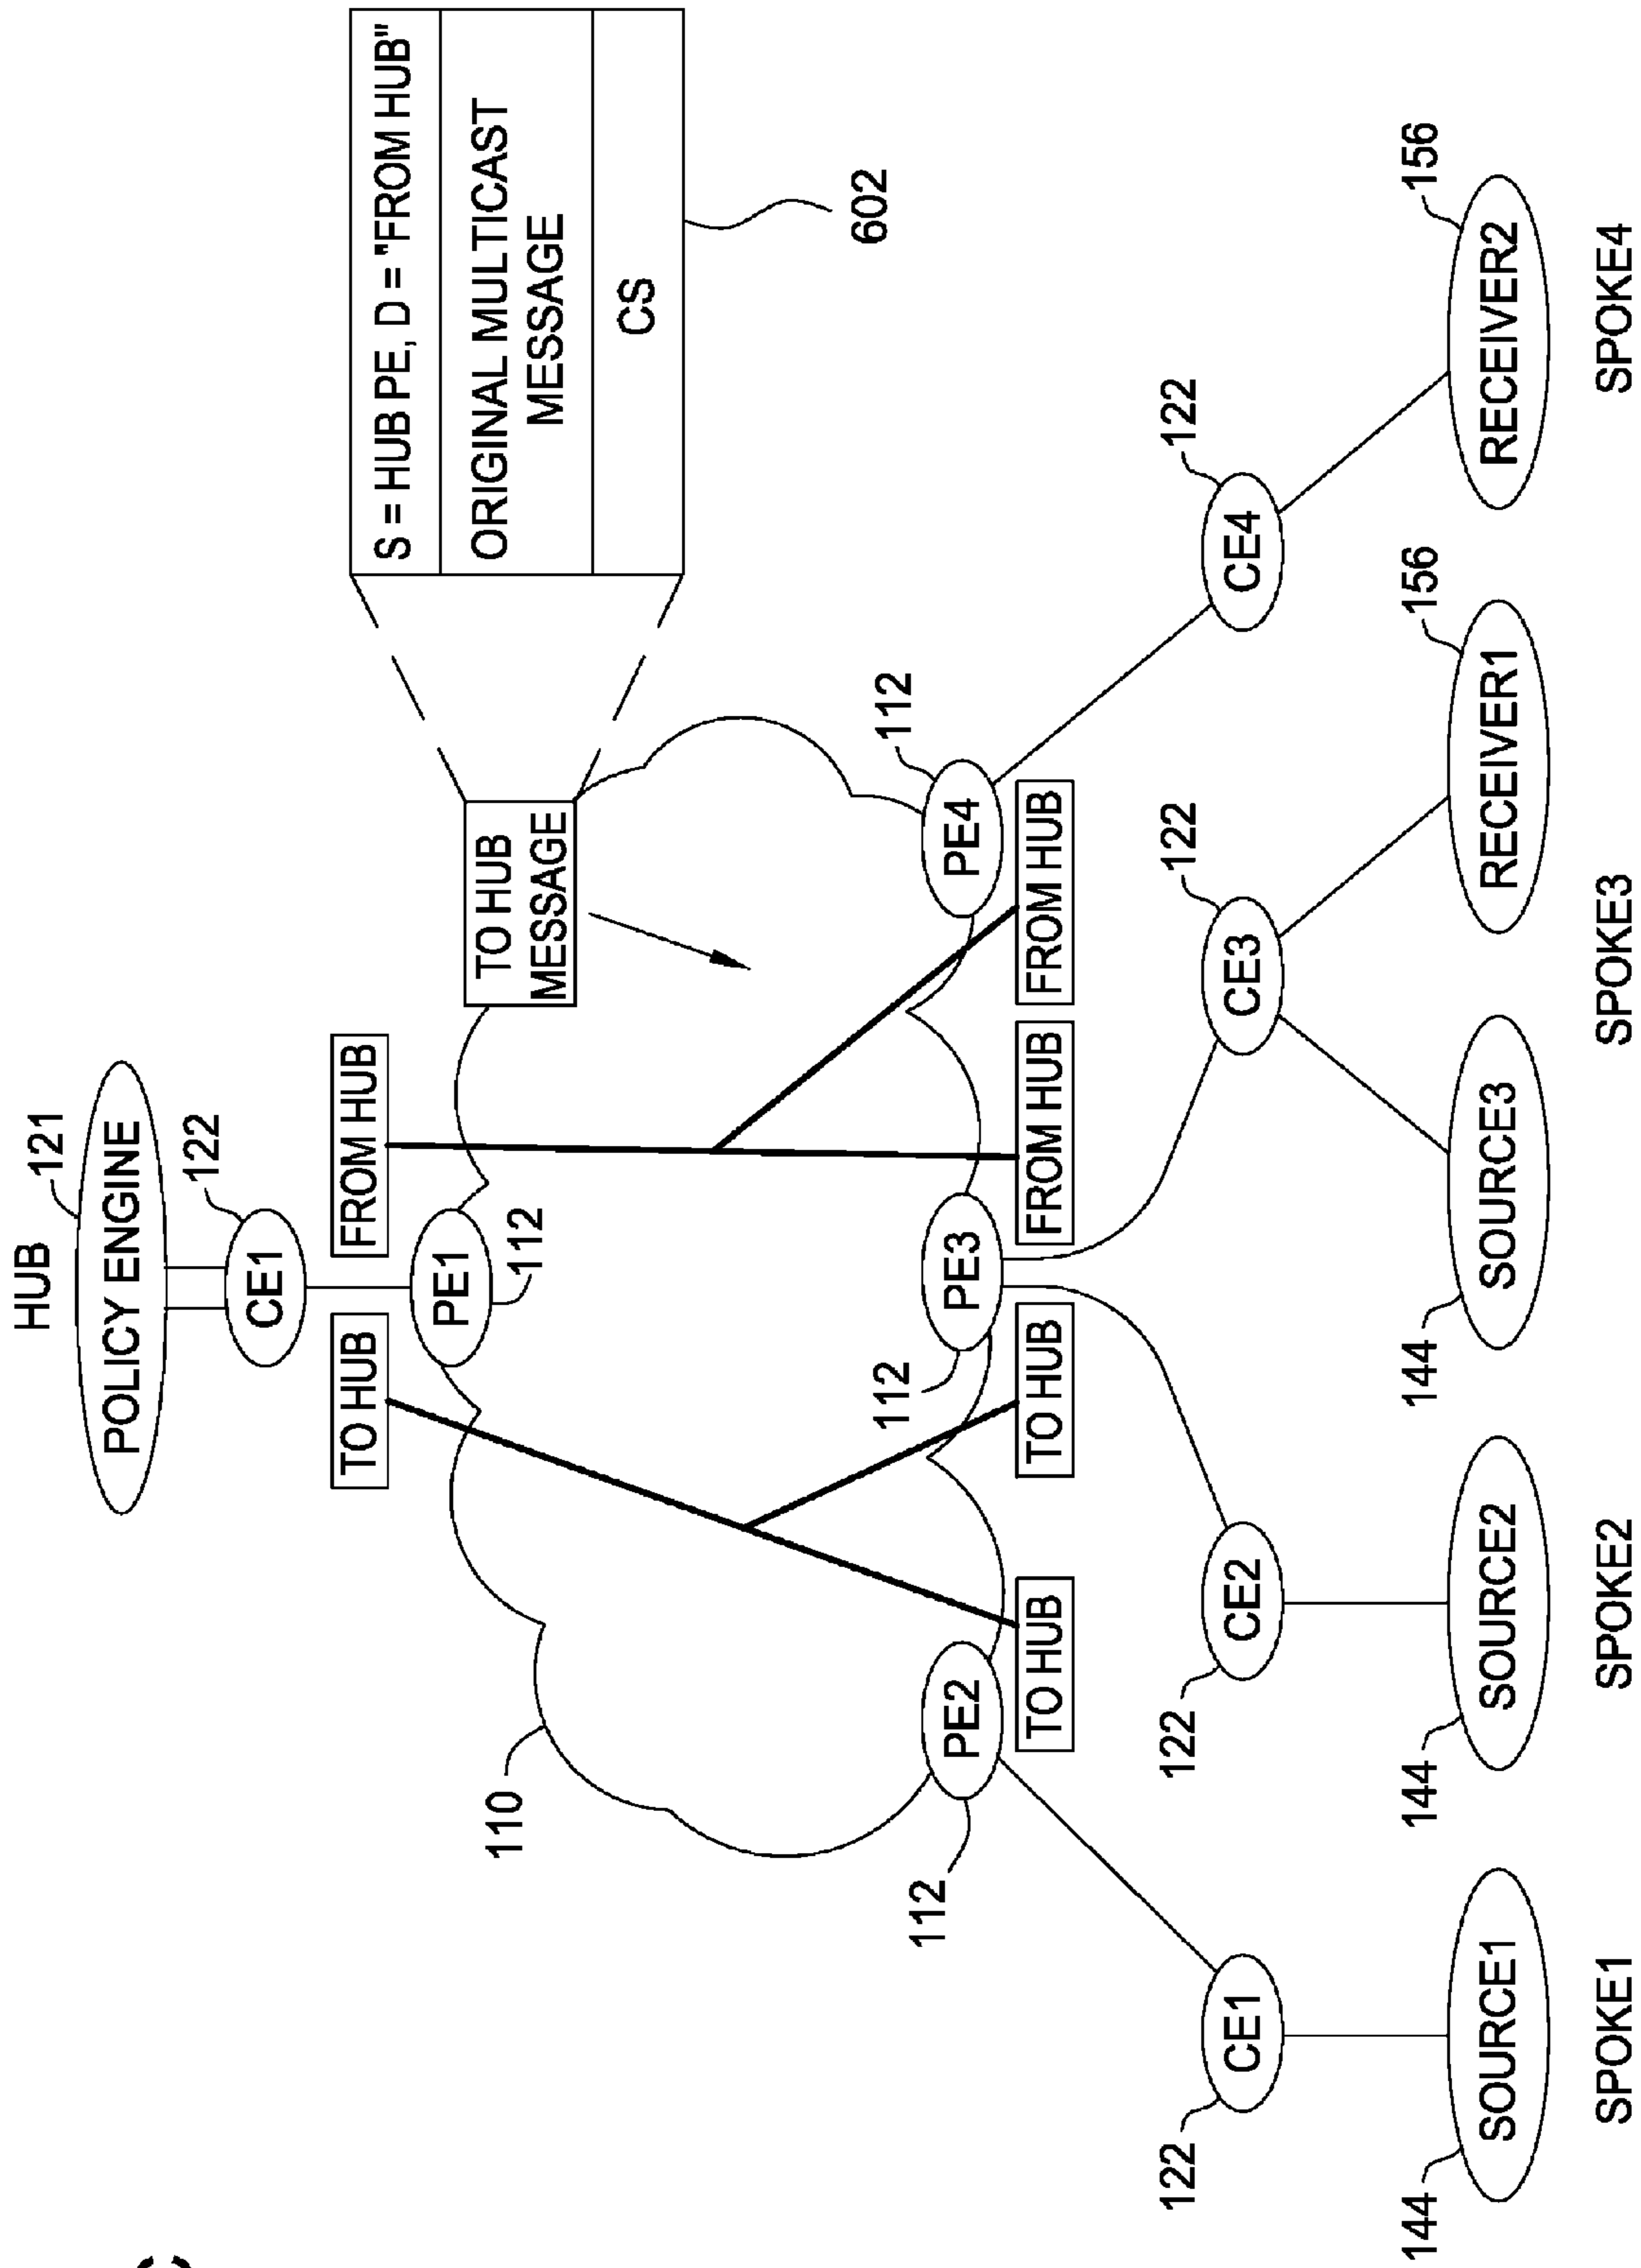 HUB
POLICY ENGINE
121
CE1
122
TO HUB
FROM HUB
PE1
112
110
TO HUB
MESSAGE
S = HUB PE, D = "FROM HUB"
ORIGINAL MULTICAST
MESSAGE
CS
602
112
PE2
112
PE3
PE4
112
TO HUB
TO HUB
FROM HUB
FROM HUB
122
CE1
122
CE2
CE3
122
CE4
122
144
SOURCE1
144
SOURCE2
144
SOURCE3
RECEIVER1
156
RECEIVER2
156
SPOKE1
SPOKE2
SPOKE3
SPOKE4